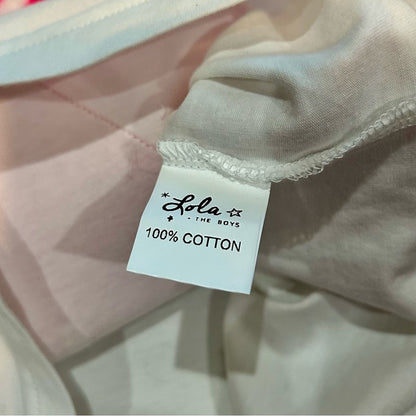 Lola
• THE BOYS
100% COTTON